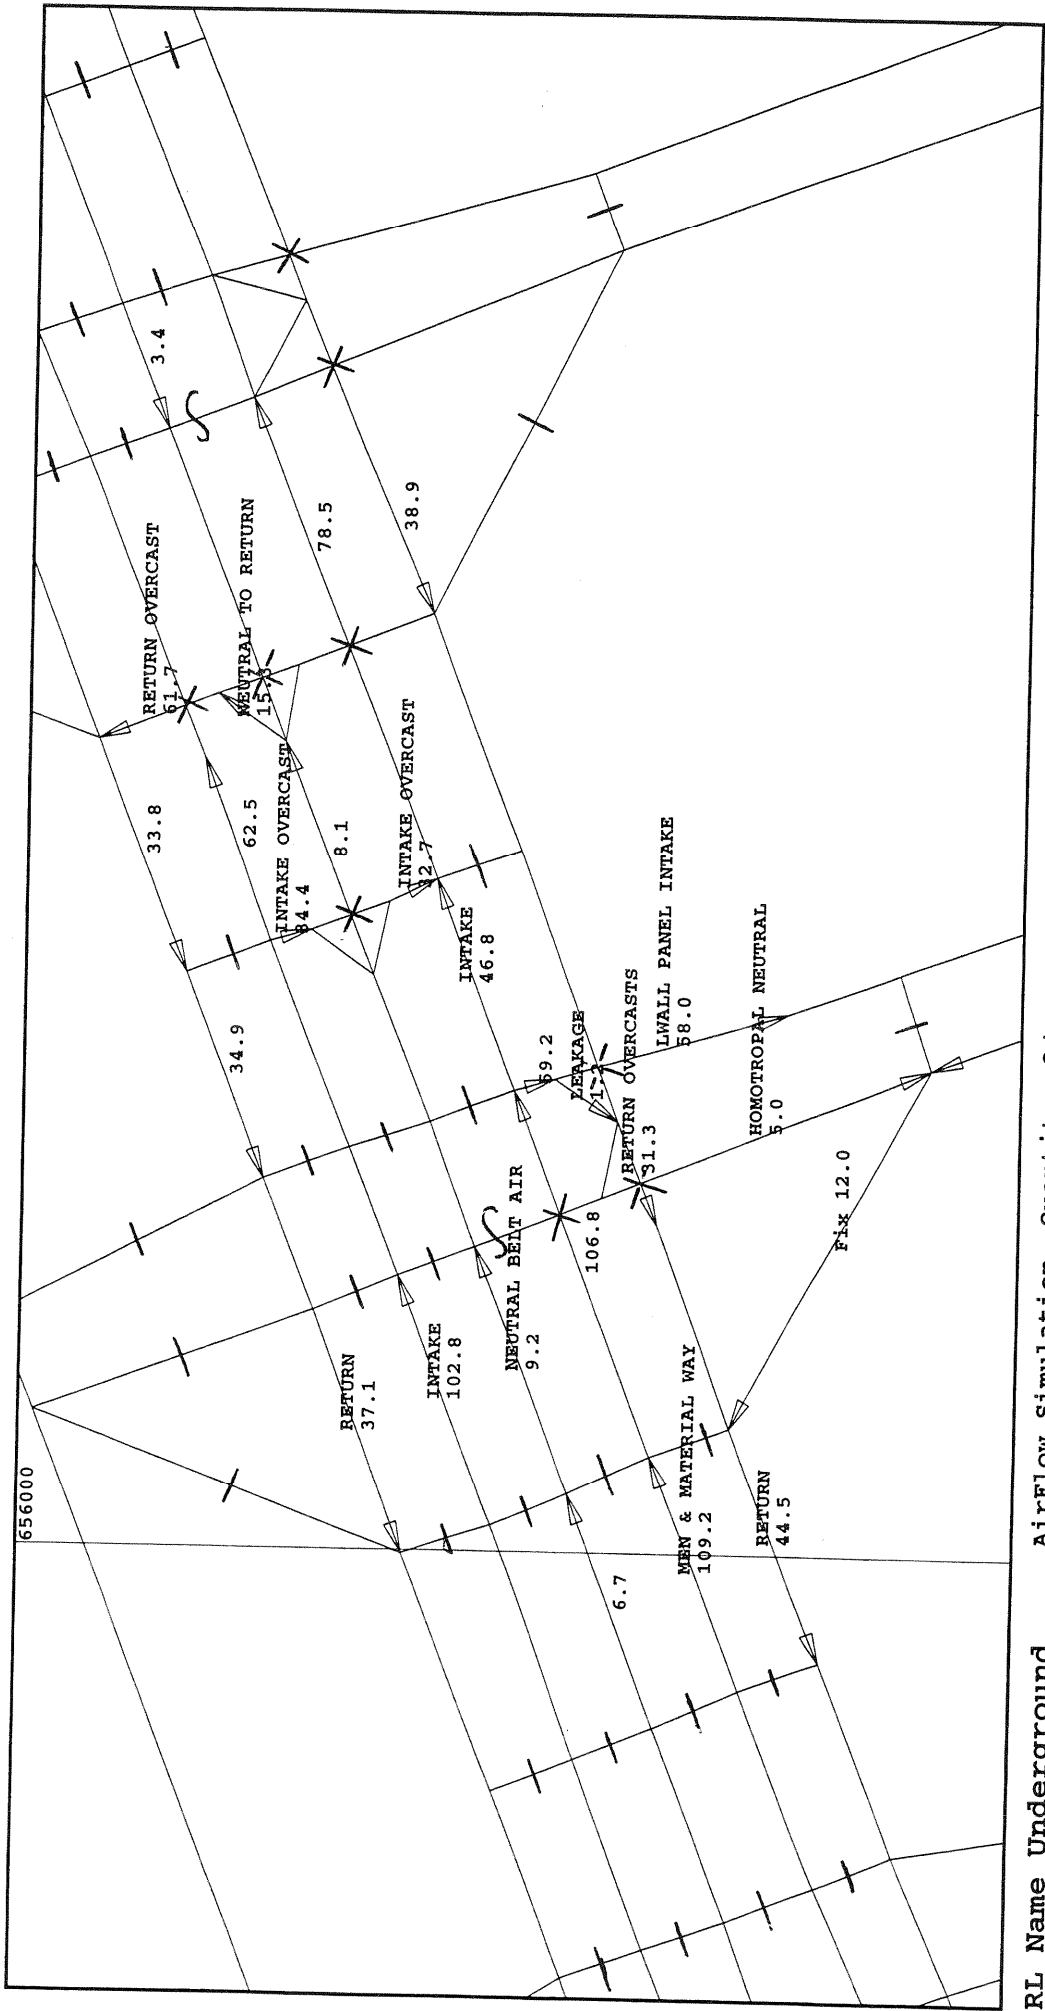 656000
RETURN OVERCAST
61.7
NEUTRAL TO RETURN
15.3
3.4
78.5
38.9
33.8
62.5
INTAKE OVERCAST
84.4
8.1
INTAKE OVERCAST
32.7
INTAKE
46.8
34.9
59.2
LEAKAGE
LWALL PANEL INTAKE
58.0
RETURN OVERCASTS
31.3
HOMOTROPAL NEUTRAL
5.0
Fix 12.0
106.8
NEUTRAL BELT AIR
9.2
INTAKE
102.8
RETURN
37.1
MEN & MATERIAL WAY
109.2
RETURN
44.5
6.7
RL Name Underground AirFlow Simulation